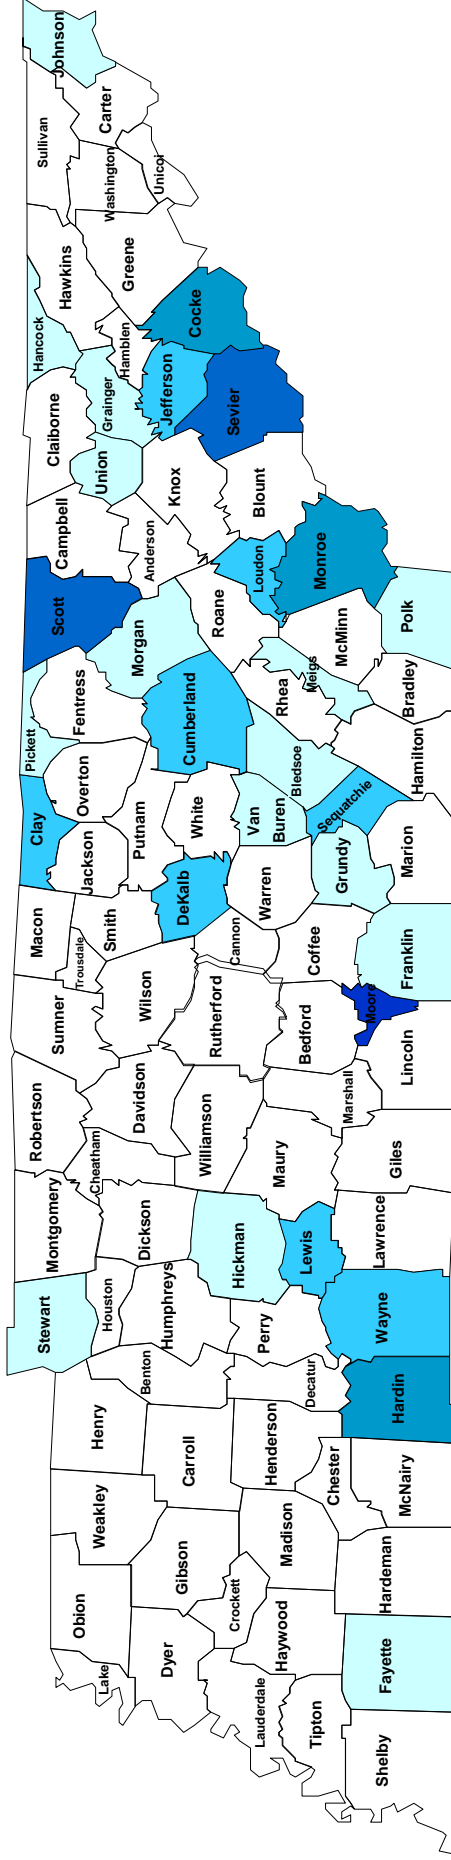 Johnson
Sullivan
Carter
Washington
Unicoi
Hawkins
Greene
Hancock
Hamblen
Cocke
Grainger
Jefferson
Claiborne
Sevier
Union
Knox
Campbell
Blount
Anderson
Loudon
Monroe
Scott
Roane
Morgan
McMinn
Polk
Meigs
Rhea
Fentress
Bradley
Cumberland
Pickett
Hamilton
Bledsoe
Overton
Sequatchie
Van
Buren
White
Putnam
Clay
Jackson
Marion
Grundy
Warren
DeKalb
Smith
Macon
Cannon
Coffee
Franklin
Trousdale
Wilson
Sumner
Moore
Rutherford
Bedford
Lincoln
Davidson
Robertson
Marshall
Williamson
Cheatham
Maury
Giles
Montgomery
Dickson
Lawrence
Hickman
Lewis
Houston
Stewart
Humphreys
Wayne
Perry
Benton
Decatur
Hardin
Henry
Carroll
Henderson
Chester
McNairy
Weakley
Madison
Gibson
Hardeman
Crockett
Obion
Haywood
Dyer
Lake
Fayette
Lauderdale
Tipton
Shelby